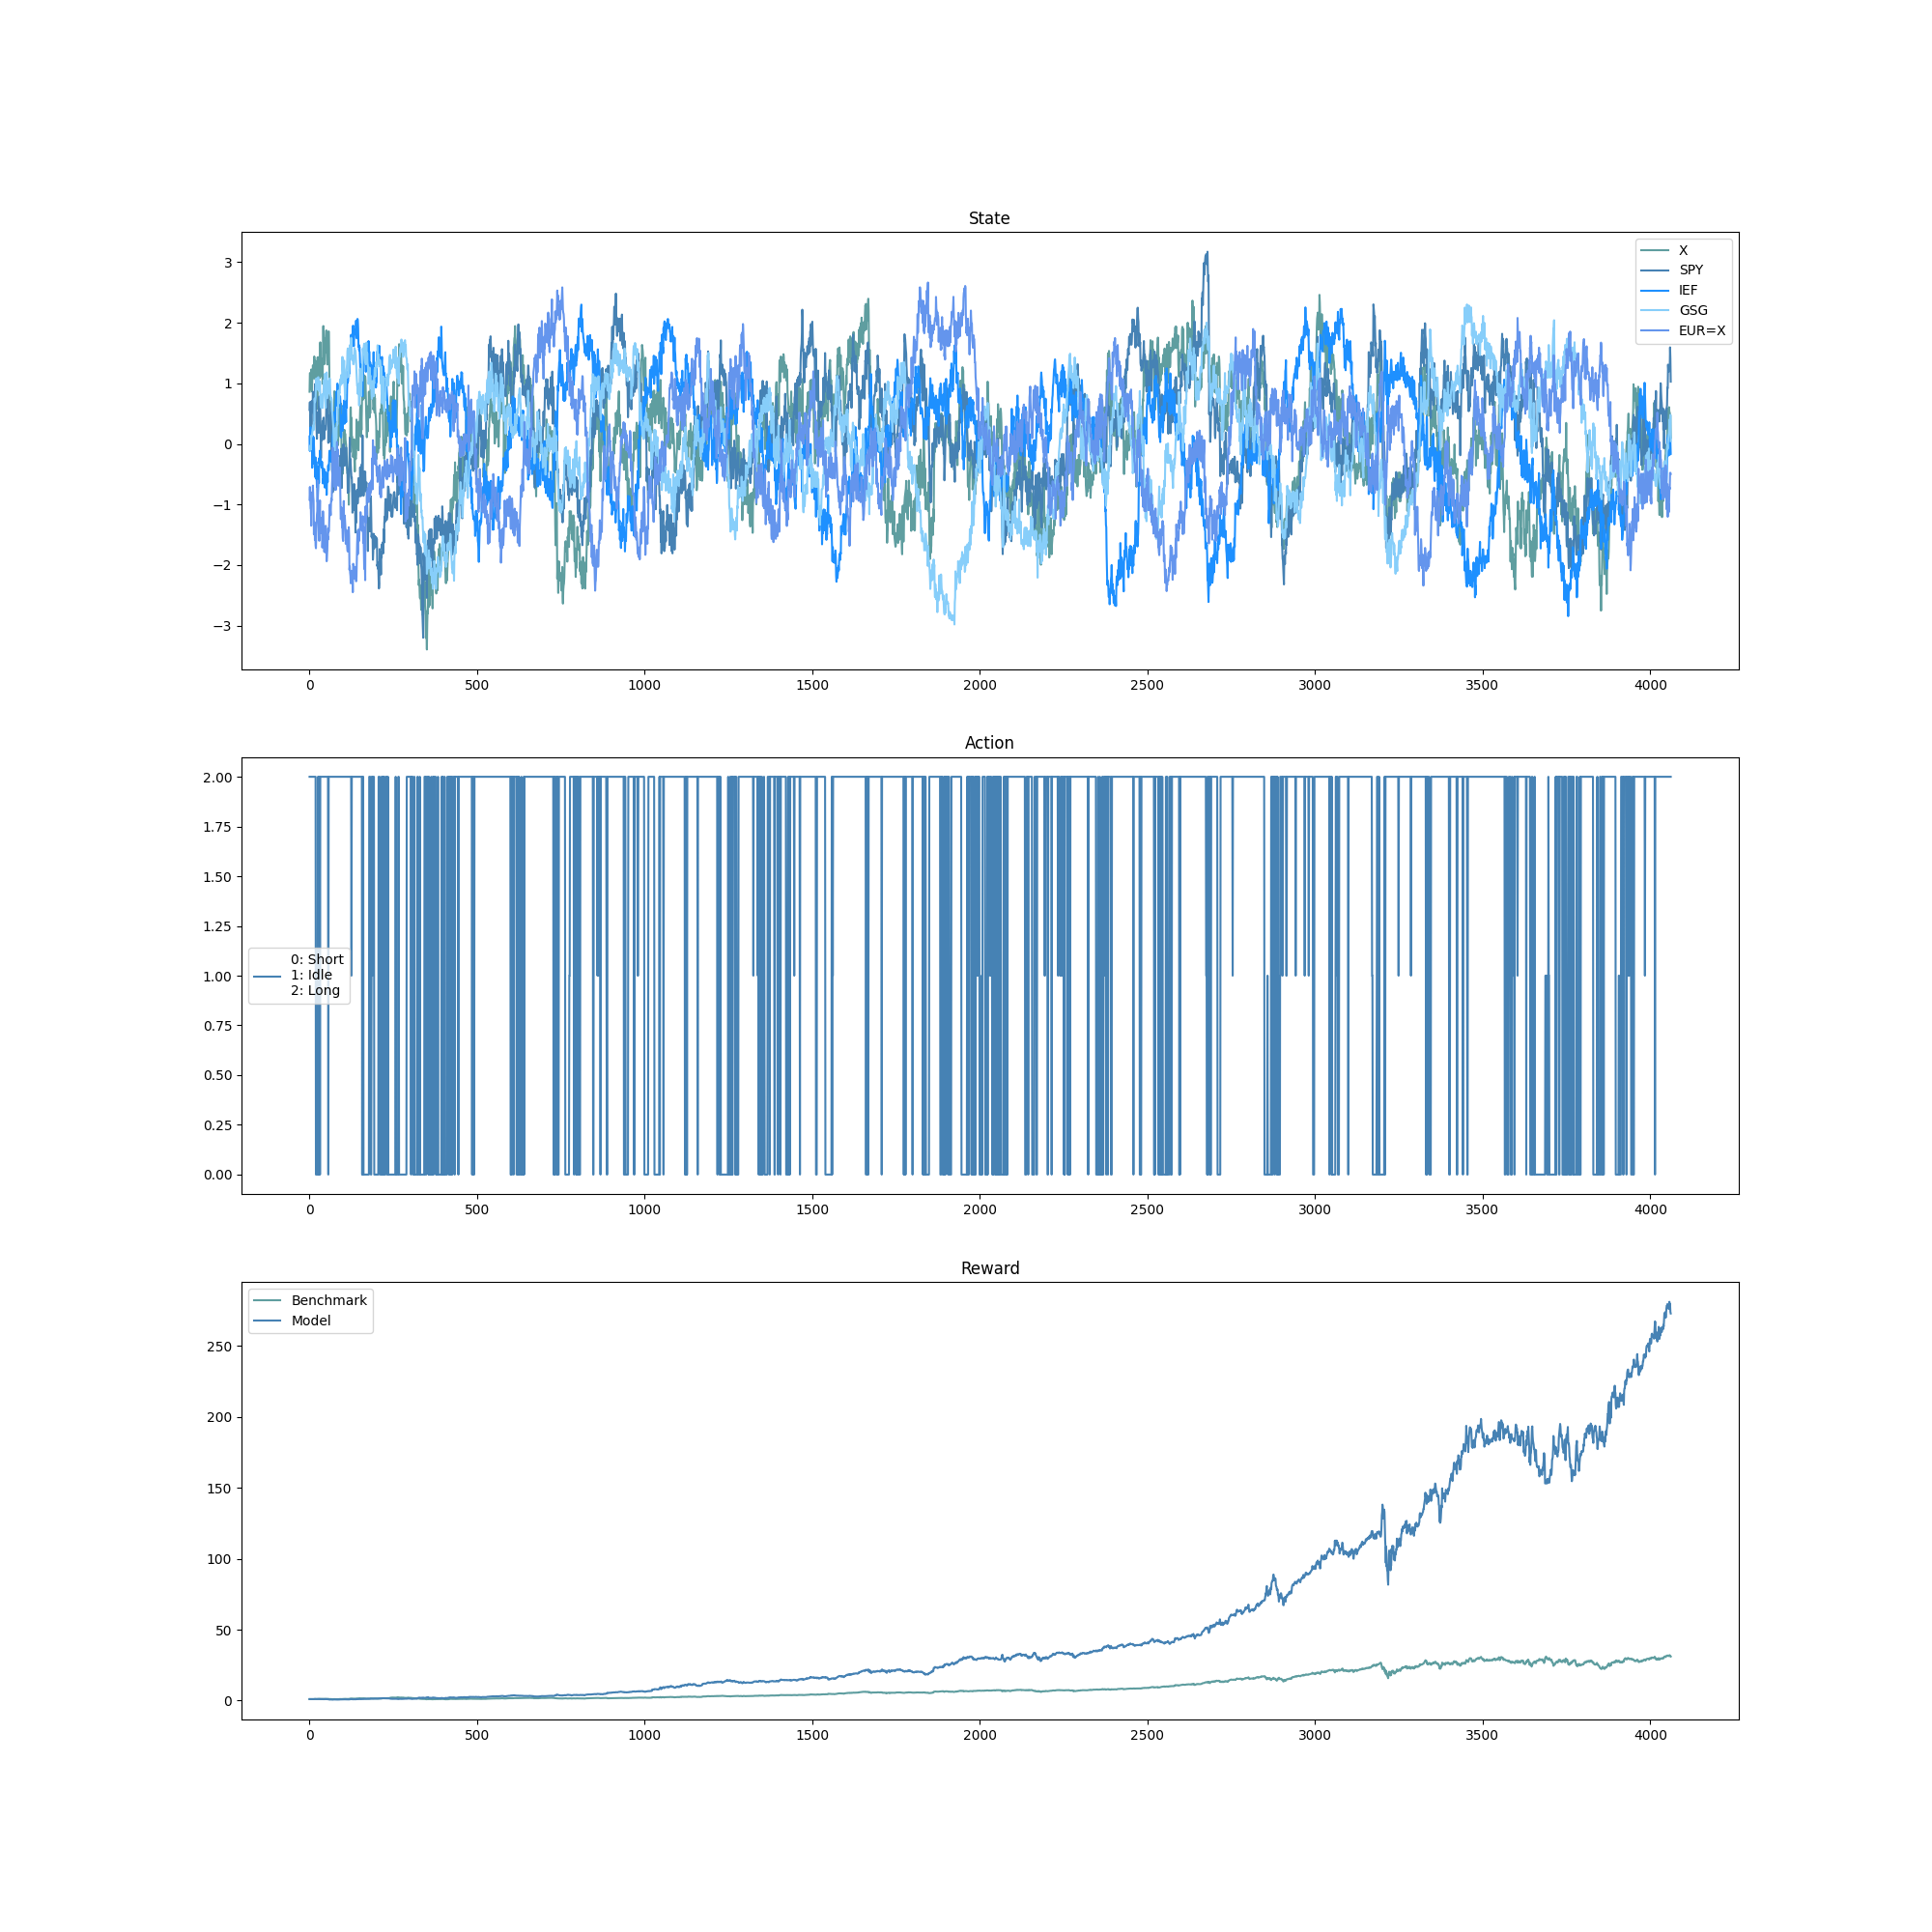 State
3
2
1
0
−1
−2
−3
X
SPY
IEF
GSG
EUR=X
0 500 1000 1500 2000 2500 3000 3500 4000
Action
2.00
1.75
1.50
1.25
1.00
0.75
0.50
0.25
0.00
0: Short
1: Idle
2: Long
0 500 1000 1500 2000 2500 3000 3500 4000
Reward
Benchmark
Model
250
200
150
100
50
0
0 500 1000 1500 2000 2500 3000 3500 4000